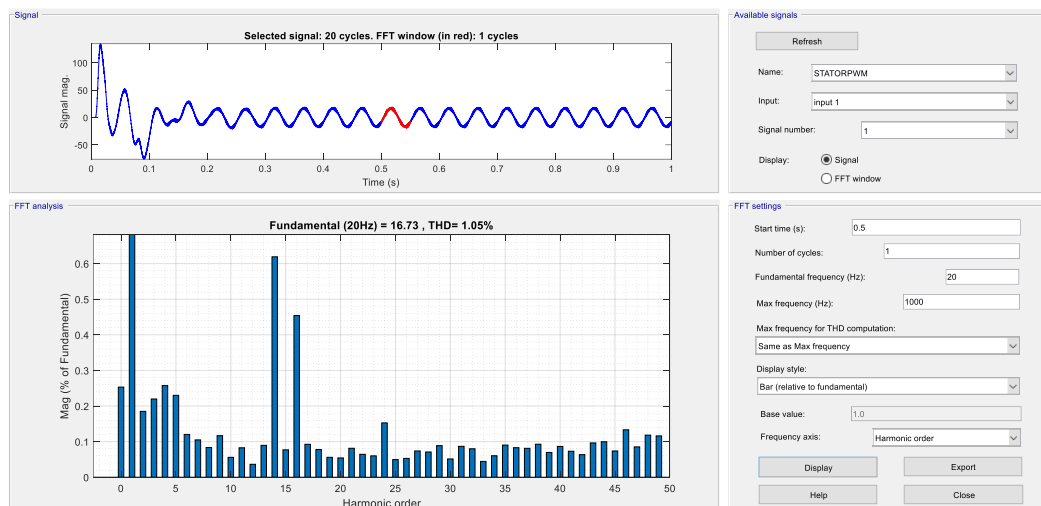 Signal
Selected signal: 20 cycles. FFT window (in red): 1 cycles
Signal mag.
100
50
0
-50
0 0.1 0.2 0.3 0.4 0.5 0.6 0.7 0.8 0.9 1
Time (s)
Available signals
Refresh
Name: STATORPWM
Input: input 1
Signal number: 1
Display: Signal
FFT window
FFT analysis
Fundamental (20Hz) = 16.73 , THD= 1.05%
Mag (% of Fundamental)
0.6
0.5
0.4
0.3
0.2
0.1
0
0 5 10 15 20 25 30 35 40 45 50
Harmonic order
FFT settings
Start time (s): 0.5
Number of cycles: 1
Fundamental frequency (Hz): 20
Max frequency (Hz): 1000
Max frequency for THD computation:
Same as Max frequency
Display style:
Bar (relative to fundamental)
Base value: 1.0
Frequency axis: Harmonic order
Display Export
Help Close